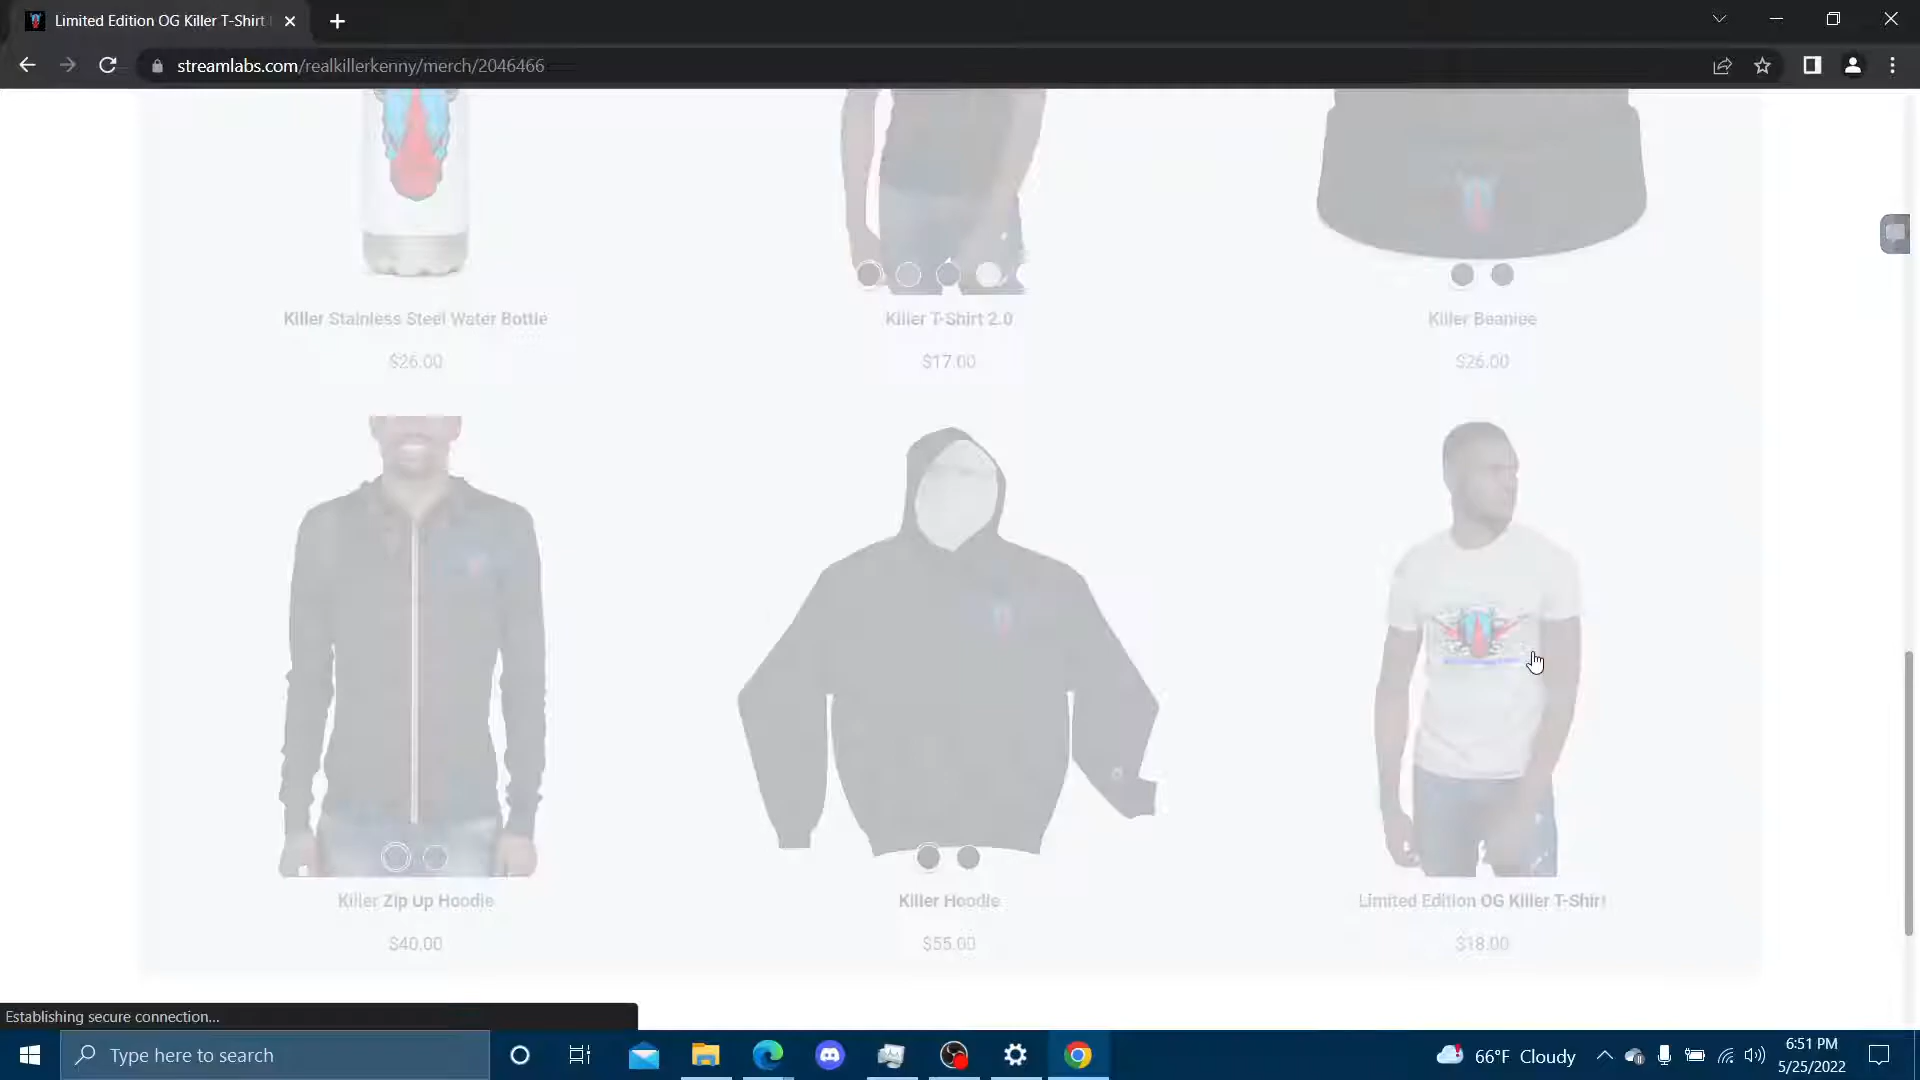 Limited Edition OG Killer T-Shirt
streamlabs.com/realkillerkenny/merch/2046466
Killer Stainless Steel Water Bottle
Killer T-Shirt 2.0
Killer Beaniee
$26.00
$17.00
$26.00
Killer Zip Up Hoodie
Killer Hoodie
Limited Edition OG Killer T-Shirt
$40.00
$55.00
$18.00
Establishing secure connection...
Type here to search
66°F Cloudy
6:51 PM
5/25/2022